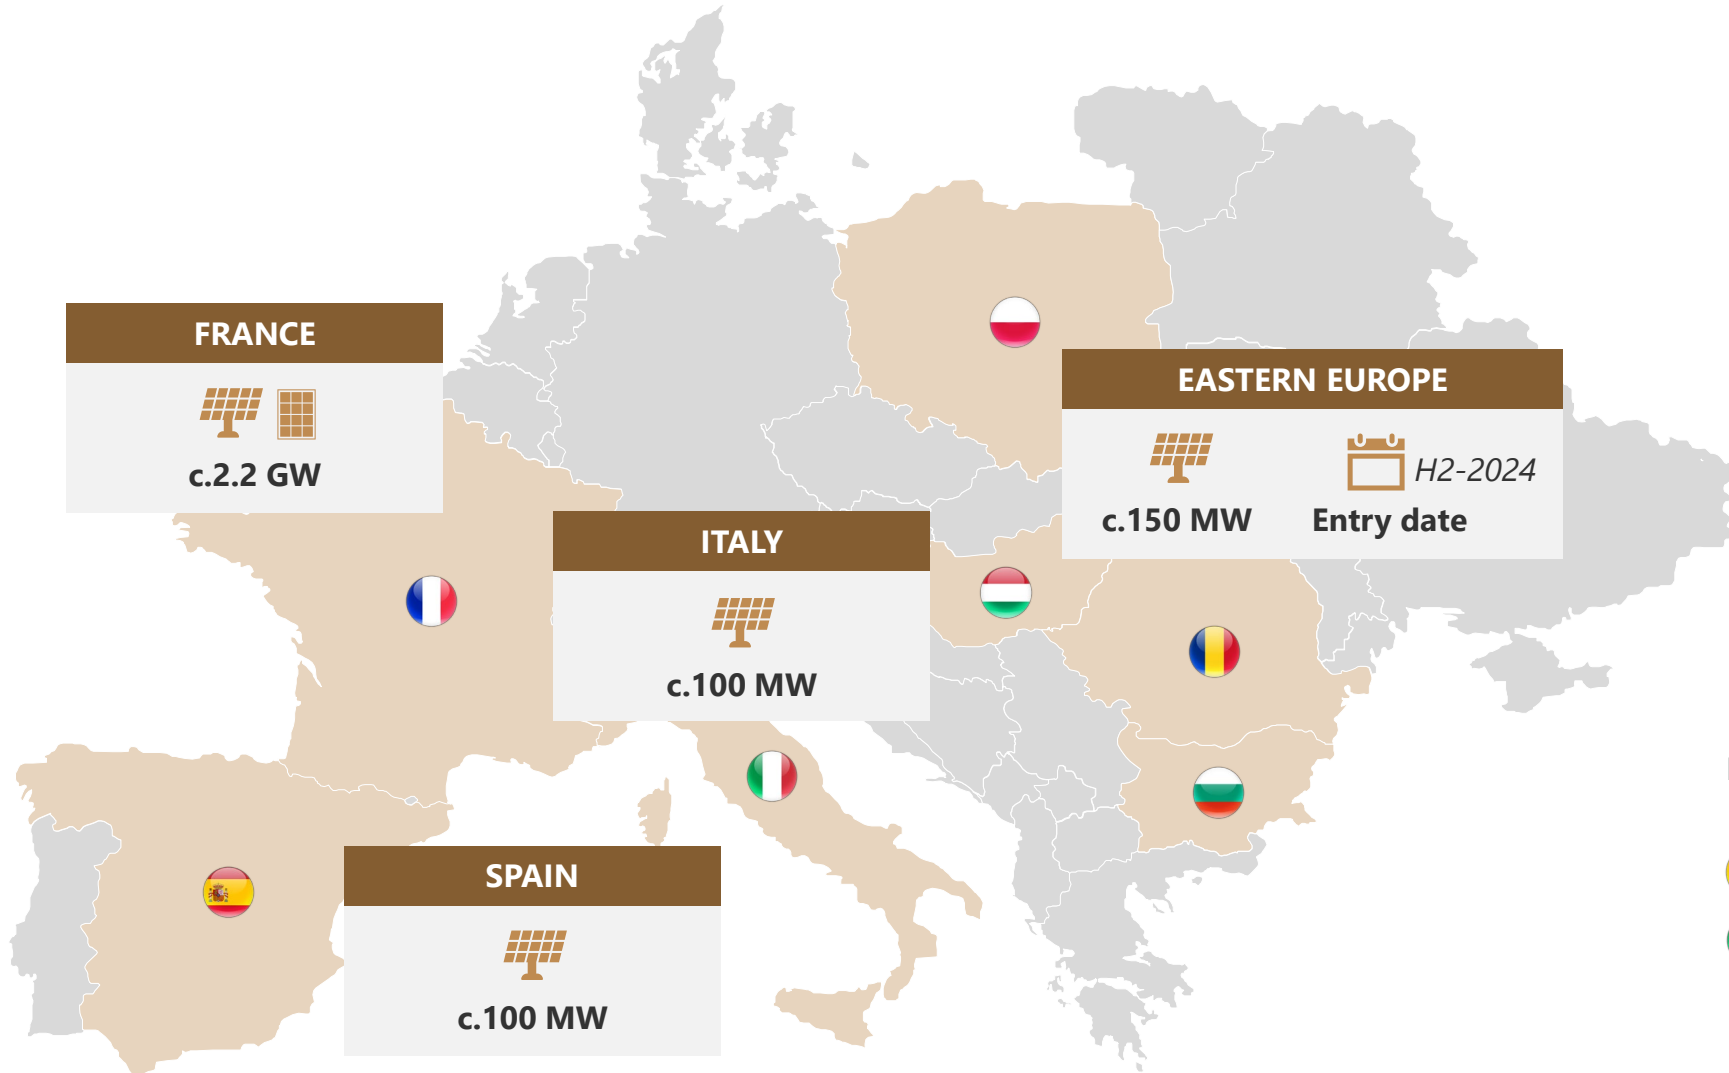 FRANCE
c.2.2 GW
EASTERN EUROPE
H2-2024
c.150 MW
Entry date
ITALY
c.100 MW
SPAIN
c.100 MW